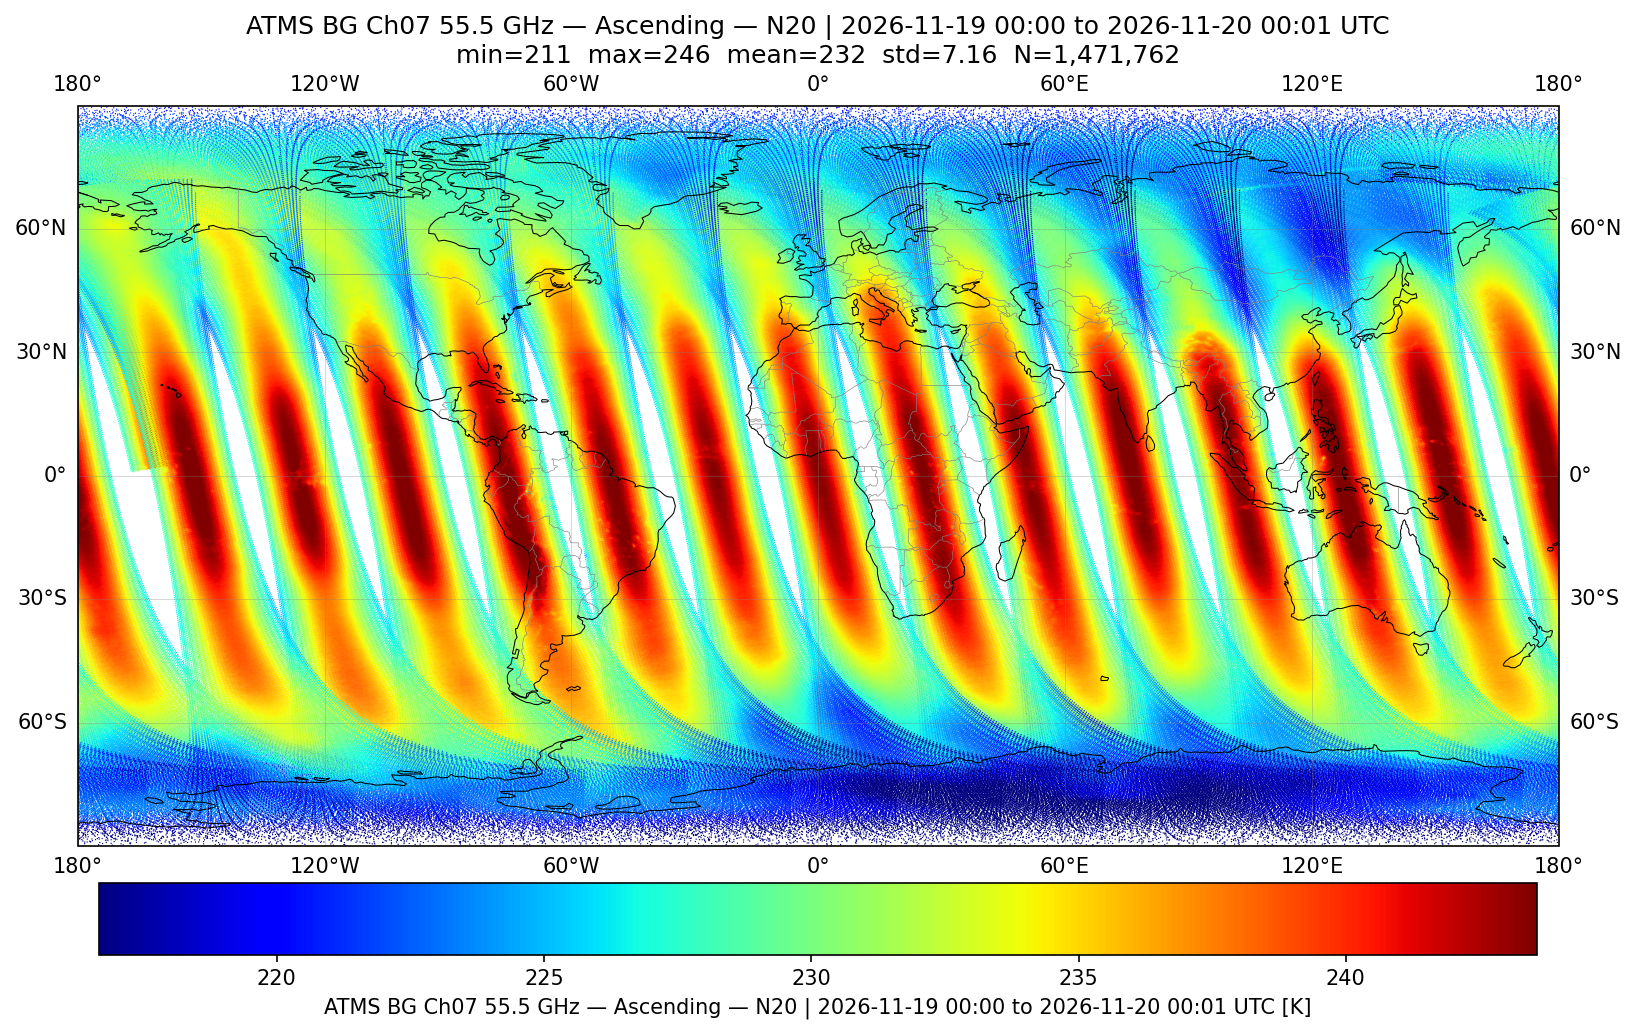 ATMS BG Ch07 55.5 GHz — Ascending — N20 | 2026-11-19 00:00 to 2026-11-20 00:01 UTC
min=211 max=246 mean=232 std=7.16 N=1,471,762
180° 120°W 60°W 0° 60°E 120°E 180°
60°N 60°N
30°N 30°N
0° 0°
30°S 30°S
60°S 60°S
180° 120°W 60°W 0° 60°E 120°E 180°
220 225 230 235 240
ATMS BG Ch07 55.5 GHz — Ascending — N20 | 2026-11-19 00:00 to 2026-11-20 00:01 UTC [K]